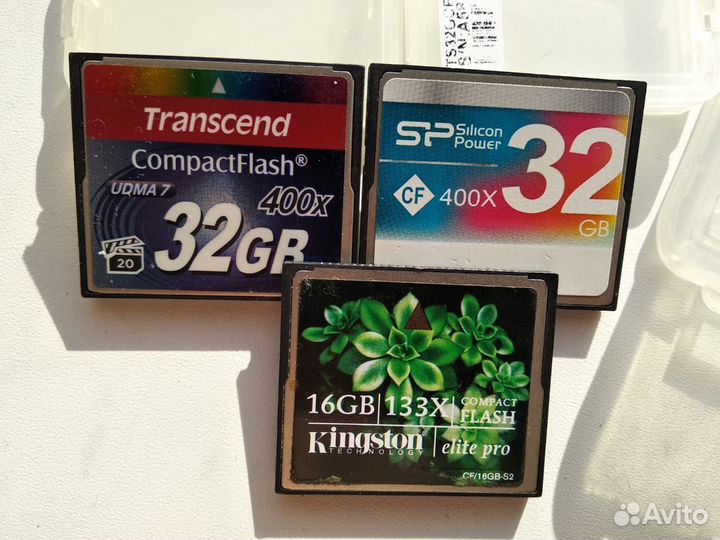 TS32GCF
Transcend
CompactFlash®
UDMA 7
400x
20
32GB
SP Silicon Power
32
GB
CF 400X
16GB 133X COMPACT FLASH
Kingston
TECHNOLOGY
elite pro
CF/16GB-S2
Avito